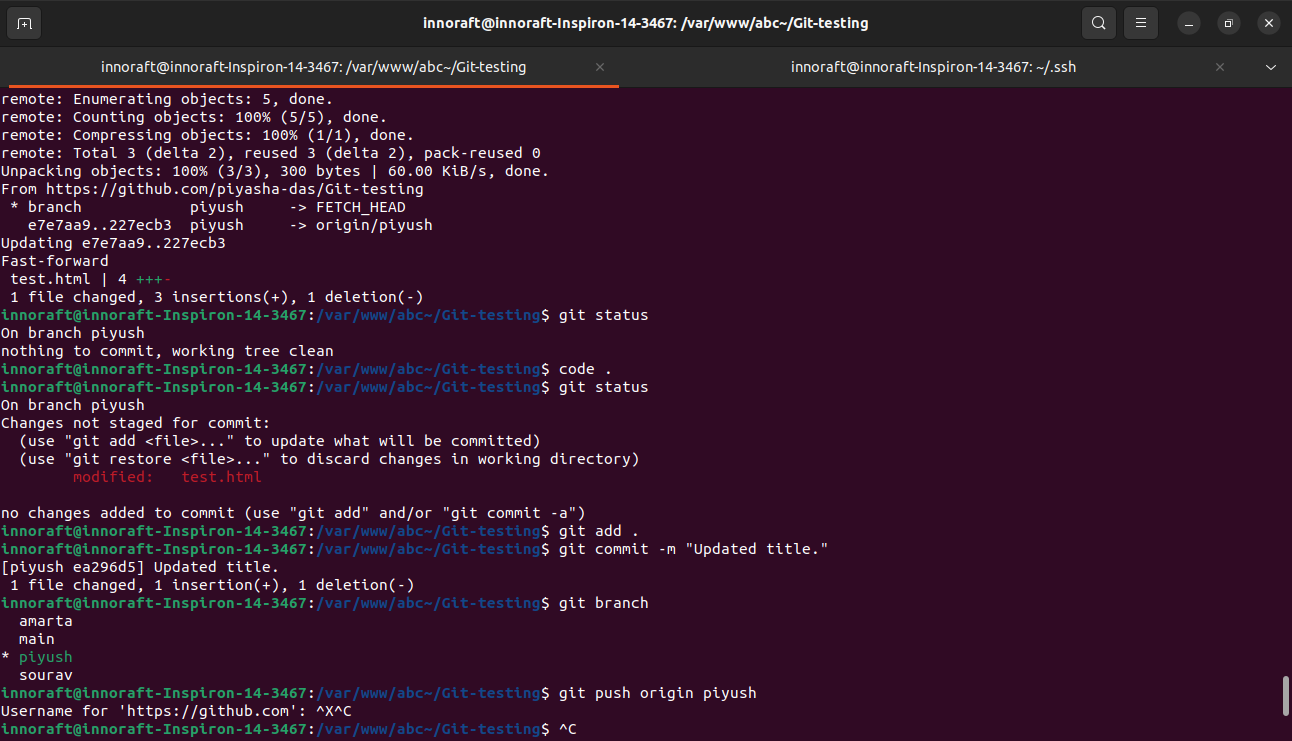 innoraft@innoraft-Inspiron-14-3467: /var/www/abc~/Git-testing
innoraft@innoraft-Inspiron-14-3467: /var/www/abc~/Git-testing
innoraft@innoraft-Inspiron-14-3467: ~/.ssh
remote: Enumerating objects: 5, done.
remote: Counting objects: 100% (5/5), done.
remote: Compressing objects: 100% (1/1), done.
remote: Total 3 (delta 2), reused 3 (delta 2), pack-reused 0
Unpacking objects: 100% (3/3), 300 bytes | 60.00 KiB/s, done.
From https://github.com/piyasha-das/Git-testing
 * branch            piyush     -> FETCH_HEAD
   e7e7aa9..227ecb3  piyush     -> origin/piyush
Updating e7e7aa9..227ecb3
Fast-forward
 test.html | 4 +++-
 1 file changed, 3 insertions(+), 1 deletion(-)
innoraft@innoraft-Inspiron-14-3467:/var/www/abc~/Git-testing$ git status
On branch piyush
nothing to commit, working tree clean
innoraft@innoraft-Inspiron-14-3467:/var/www/abc~/Git-testing$ code .
innoraft@innoraft-Inspiron-14-3467:/var/www/abc~/Git-testing$ git status
On branch piyush
Changes not staged for commit:
  (use "git add <file>..." to update what will be committed)
  (use "git restore <file>..." to discard changes in working directory)
        modified:   test.html

no changes added to commit (use "git add" and/or "git commit -a")
innoraft@innoraft-Inspiron-14-3467:/var/www/abc~/Git-testing$ git add .
innoraft@innoraft-Inspiron-14-3467:/var/www/abc~/Git-testing$ git commit -m "Updated title."
[piyush ea296d5] Updated title.
 1 file changed, 1 insertion(+), 1 deletion(-)
innoraft@innoraft-Inspiron-14-3467:/var/www/abc~/Git-testing$ git branch
  amarta
  main
* piyush
  sourav
innoraft@innoraft-Inspiron-14-3467:/var/www/abc~/Git-testing$ git push origin piyush
Username for 'https://github.com': ^X^C
innoraft@innoraft-Inspiron-14-3467:/var/www/abc~/Git-testing$ ^C